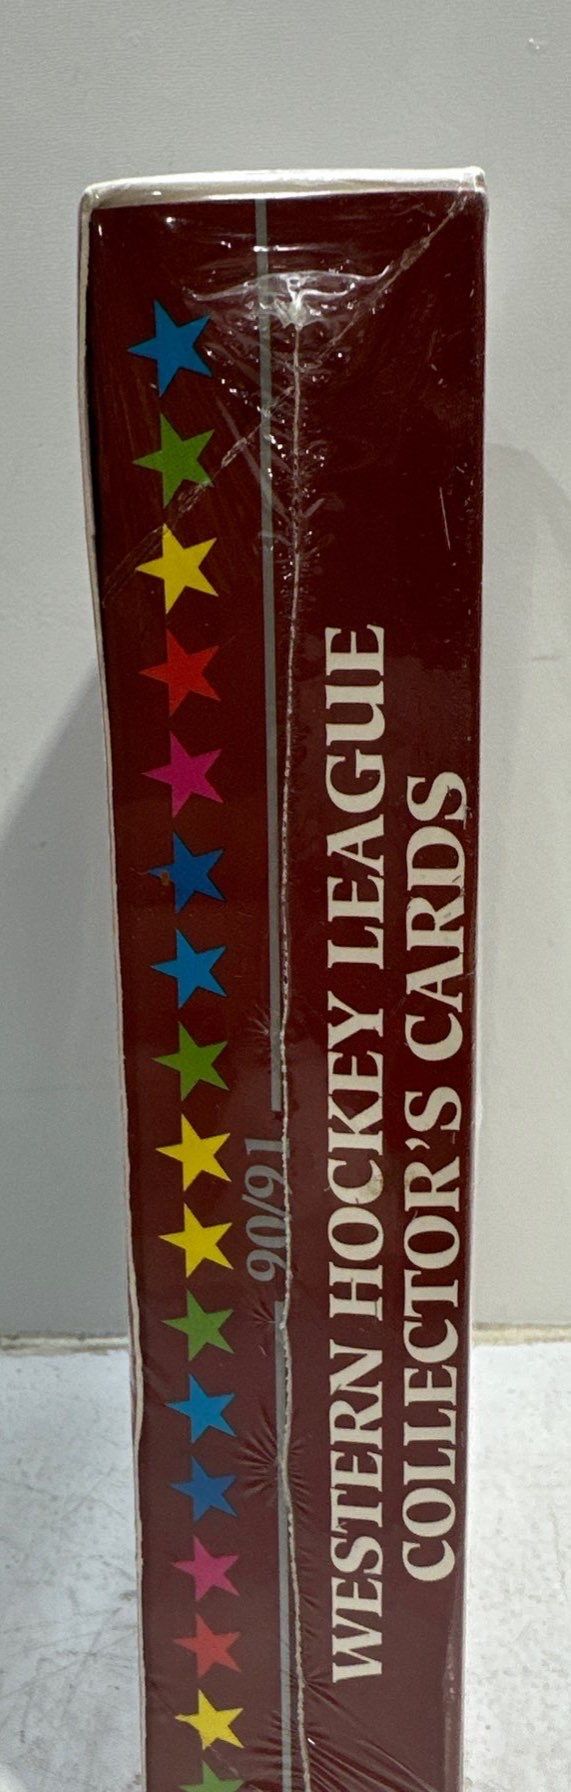 90/91
WESTERN HOCKEY LEAGUE
COLLECTOR'S CARDS